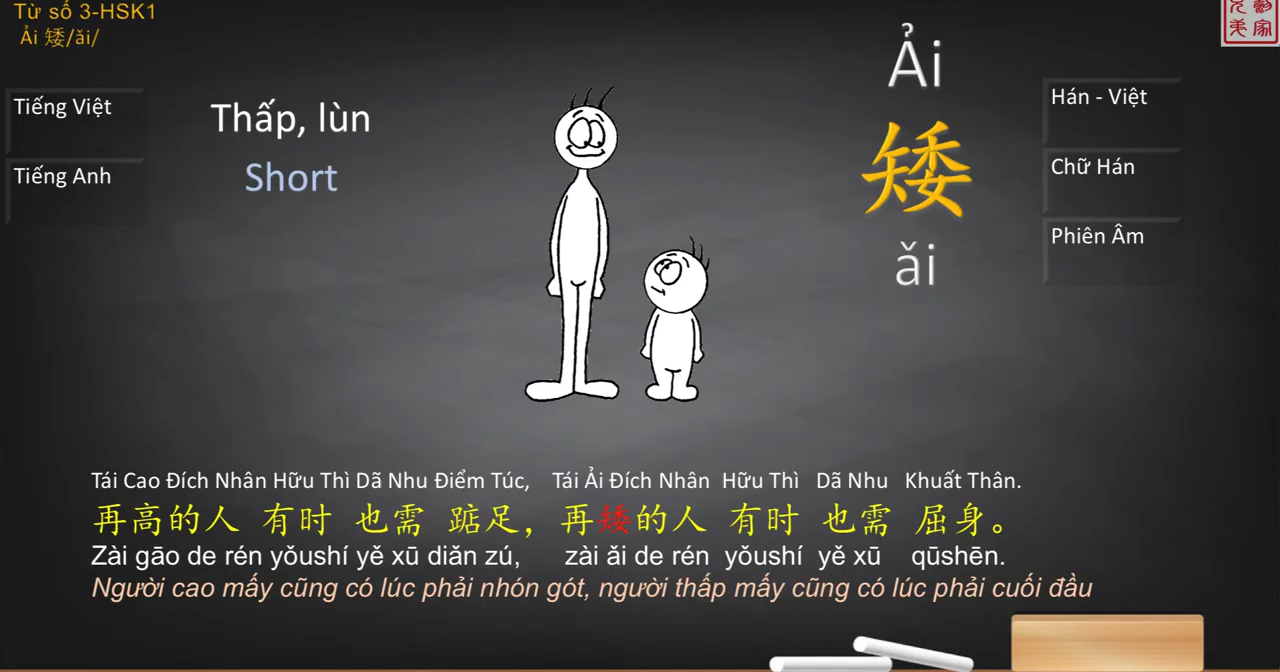 Từ số 3-HSK1
Ải 矮/ăi/
Tiếng Việt
Tiếng Anh
Thấp, lùn
Short
Ải
矮
ăi
Hán - Việt
Chữ Hán
Phiên Âm
Tái Cao Đích Nhân Hữu Thì Dã Nhu Điểm Túc, Tái Ải Đích Nhân Hữu Thì Dã Nhu Khuất Thân.
再高的人 有时 也需 踮足，再矮的人 有时 也需 屈身。
Zài gāo de rén yǒushí yě xū diǎn zú, zài ǎi de rén yǒushí yě xū qūshēn.
Người cao mấy cũng có lúc phải nhón gót, người thấp mấy cũng có lúc phải cuối đầu